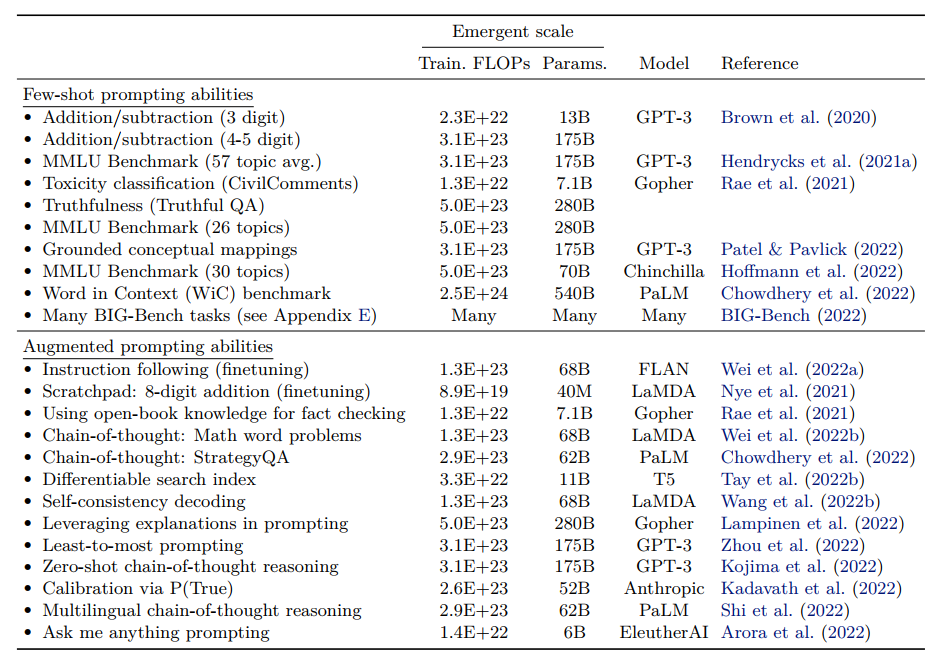 Emergent scale
Train. FLOPs Params. Model Reference
Few-shot prompting abilities
• Addition/subtraction (3 digit) 2.3E+22 13B GPT-3 Brown et al. (2020)
• Addition/subtraction (4-5 digit) 3.1E+23 175B
• MMLU Benchmark (57 topic avg.) 3.1E+23 175B GPT-3 Hendrycks et al. (2021a)
• Toxicity classification (CivilComments) 1.3E+22 7.1B Gopher Rae et al. (2021)
• Truthfulness (Truthful QA) 5.0E+23 280B
• MMLU Benchmark (26 topics) 5.0E+23 280B
• Grounded conceptual mappings 3.1E+23 175B GPT-3 Patel & Pavlick (2022)
• MMLU Benchmark (30 topics) 5.0E+23 70B Chinchilla Hoffmann et al. (2022)
• Word in Context (WiC) benchmark 2.5E+24 540B PaLM Chowdhery et al. (2022)
• Many BIG-Bench tasks (see Appendix E) Many Many Many BIG-Bench (2022)
Augmented prompting abilities
• Instruction following (finetuning) 1.3E+23 68B FLAN Wei et al. (2022a)
• Scratchpad: 8-digit addition (finetuning) 8.9E+19 40M LaMDA Nye et al. (2021)
• Using open-book knowledge for fact checking 1.3E+22 7.1B Gopher Rae et al. (2021)
• Chain-of-thought: Math word problems 1.3E+23 68B LaMDA Wei et al. (2022b)
• Chain-of-thought: StrategyQA 2.9E+23 62B PaLM Chowdhery et al. (2022)
• Differentiable search index 3.3E+22 11B T5 Tay et al. (2022b)
• Self-consistency decoding 1.3E+23 68B LaMDA Wang et al. (2022b)
• Leveraging explanations in prompting 5.0E+23 280B Gopher Lampinen et al. (2022)
• Least-to-most prompting 3.1E+23 175B GPT-3 Zhou et al. (2022)
• Zero-shot chain-of-thought reasoning 3.1E+23 175B GPT-3 Kojima et al. (2022)
• Calibration via P(True) 2.6E+23 52B Anthropic Kadavath et al. (2022)
• Multilingual chain-of-thought reasoning 2.9E+23 62B PaLM Shi et al. (2022)
• Ask me anything prompting 1.4E+22 6B EleutherAI Arora et al. (2022)